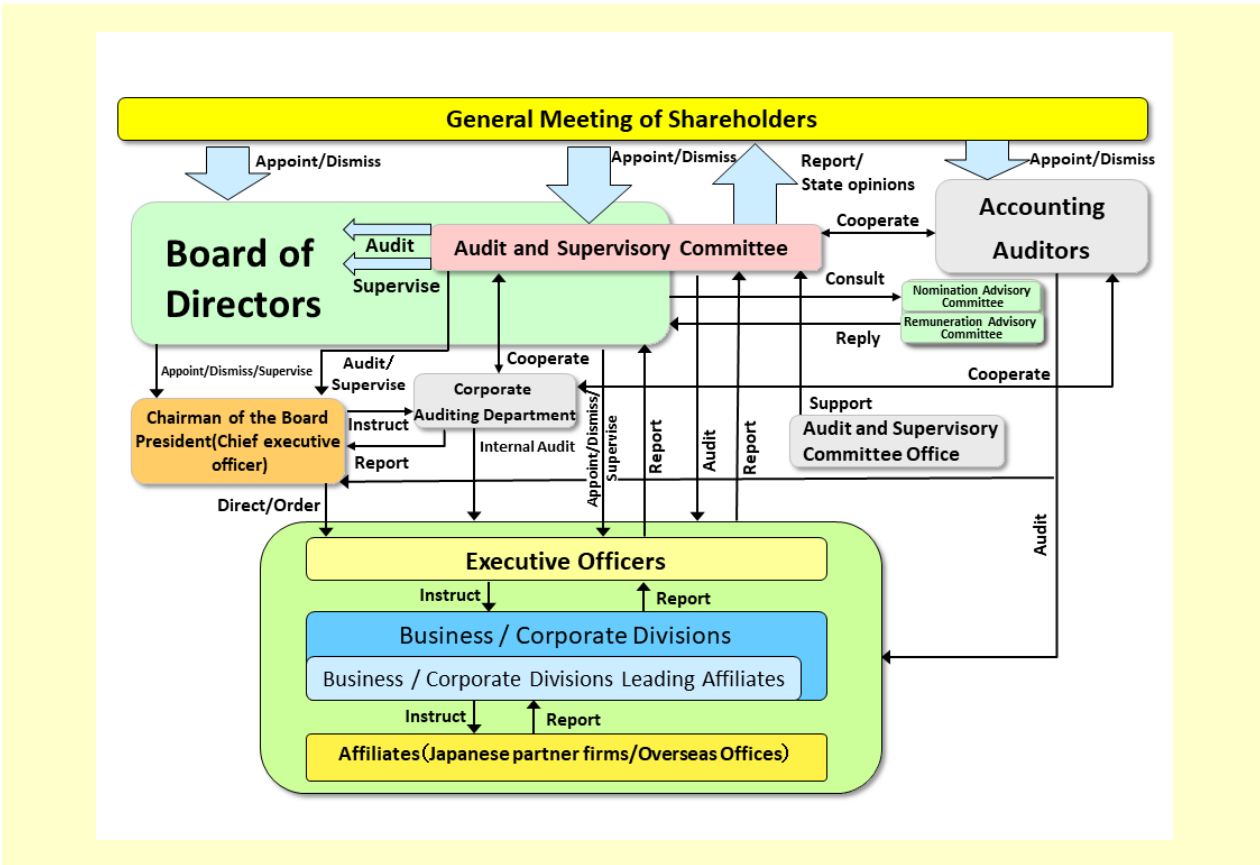 General Meeting of Shareholders
Appoint/Dismiss
Appoint/Dismiss
Report/
State opinions
Appoint/Dismiss
Board of
Directors
Audit
Supervise
Audit and Supervisory Committee
Cooperate
Accounting
Auditors
Consult
Nomination Advisory
Committee
Remuneration Advisory
Committee
Reply
Appoint/Dismiss/Supervise
Audit/
Supervise
Cooperate
Cooperate
Chairman of the Board
President(Chief executive
officer)
Instruct
Report
Corporate
Auditing Department
Internal Audit
Appoint/Dismiss/
Supervise
Report
Audit
Report
Support
Audit and Supervisory
Committee Office
Audit
Direct/Order
Executive Officers
Instruct
Report
Business / Corporate Divisions
Business / Corporate Divisions Leading Affiliates
Instruct
Report
Affiliates(Japanese partner firms/Overseas Offices)